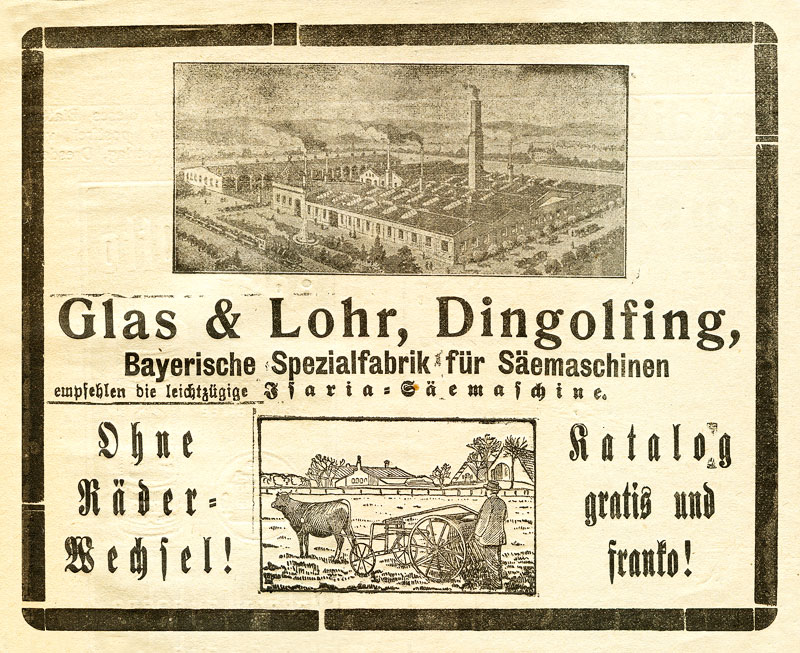 Glas & Lohr, Dingolfing,
Bayerische Spezialfabrik für Säemaschinen
empfehlen die leichtzügige Isaria-Säemaschine.
Ohne
Räder-
Wechsel!
Katalog
gratis und
franko!